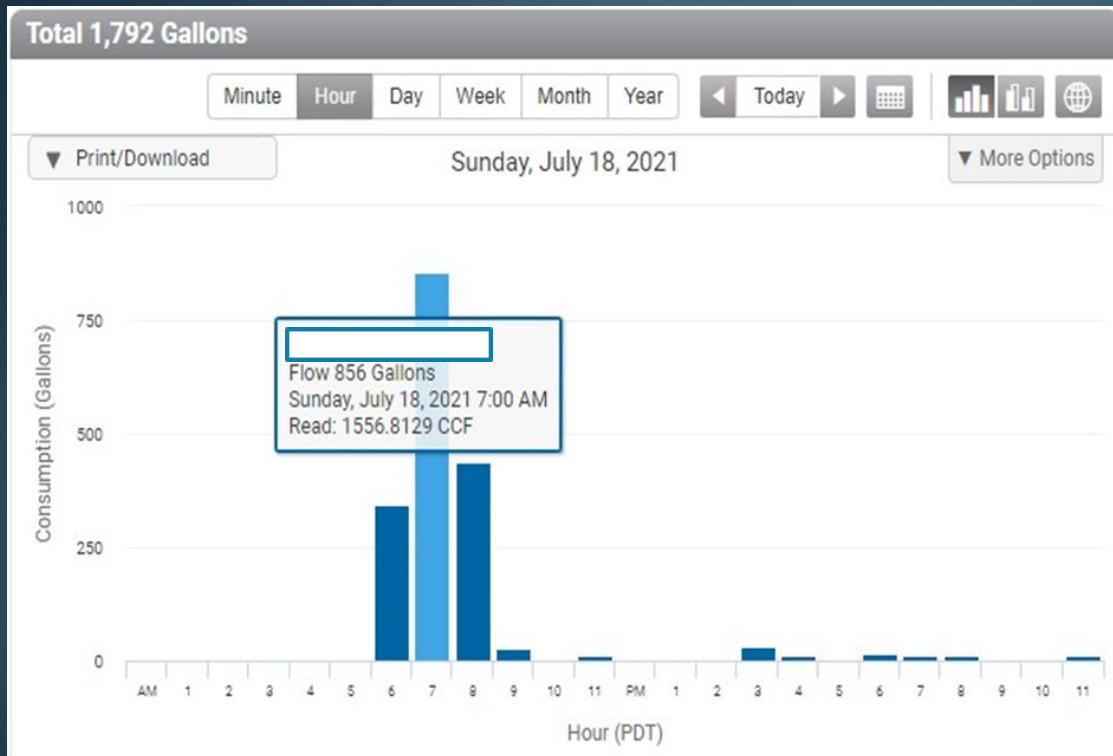 Total 1,792 Gallons
Minute Hour Day Week Month Year Today
▼ Print/Download
Sunday, July 18, 2021
▼ More Options
1000
750
500
250
0
Consumption (Gallons)
Flow 856 Gallons
Sunday, July 18, 2021 7:00 AM
Read: 1556.8129 CCF
AM 1 2 3 4 5 6 7 8 9 10 11 PM 1 2 3 4 5 6 7 8 9 10 11
Hour (PDT)